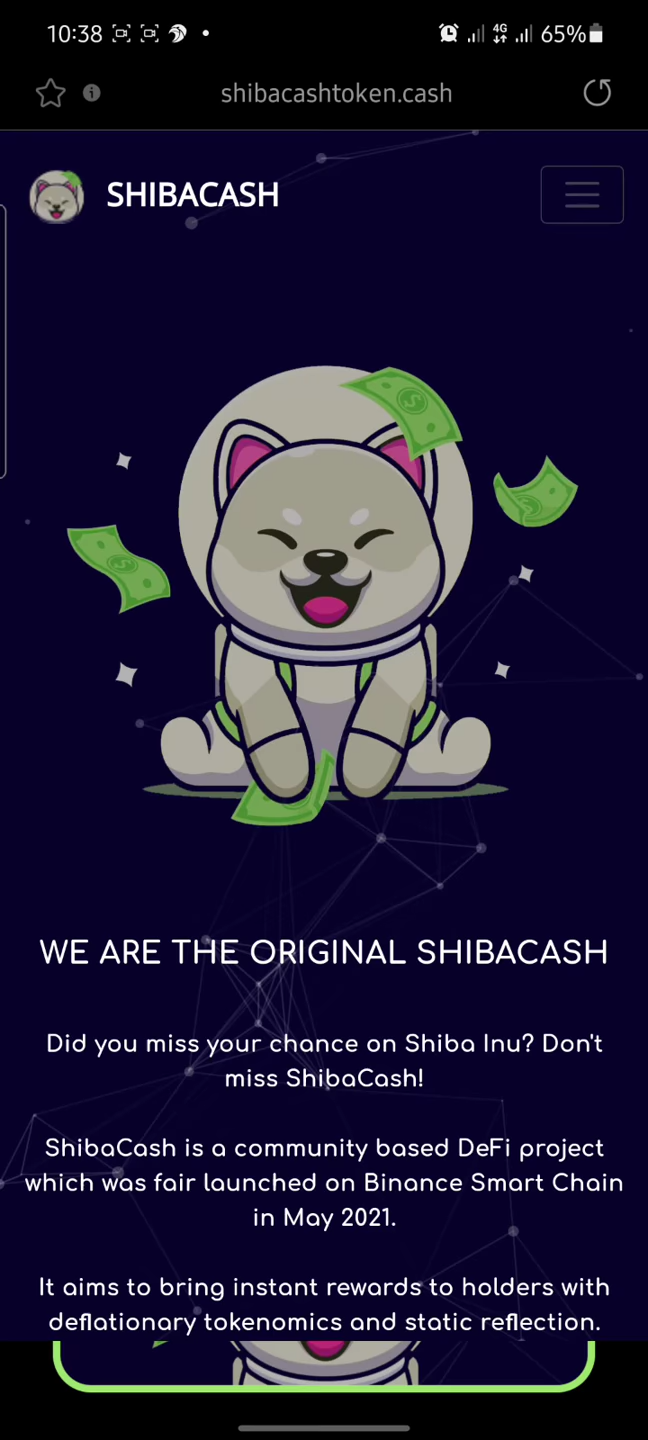 10:38
4G
65%
shibacashtoken.cash
SHIBACASH
WE ARE THE ORIGINAL SHIBACASH
Did you miss your chance on Shiba Inu? Don't
miss ShibaCash!
ShibaCash is a community based DeFi project
which was fair launched on Binance Smart Chain
in May 2021.
It aims to bring instant rewards to holders with
deflationary tokenomics and static reflection.